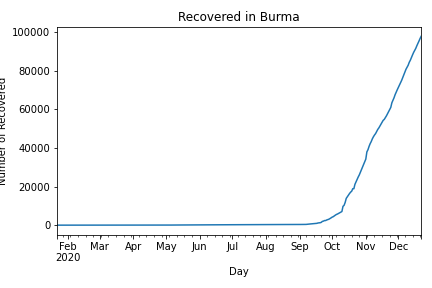 Recovered in Burma
Number of Recovered
100000
80000
60000
40000
20000
0
Feb Mar Apr May Jun Jul Aug Sep Oct Nov Dec
2020
Day